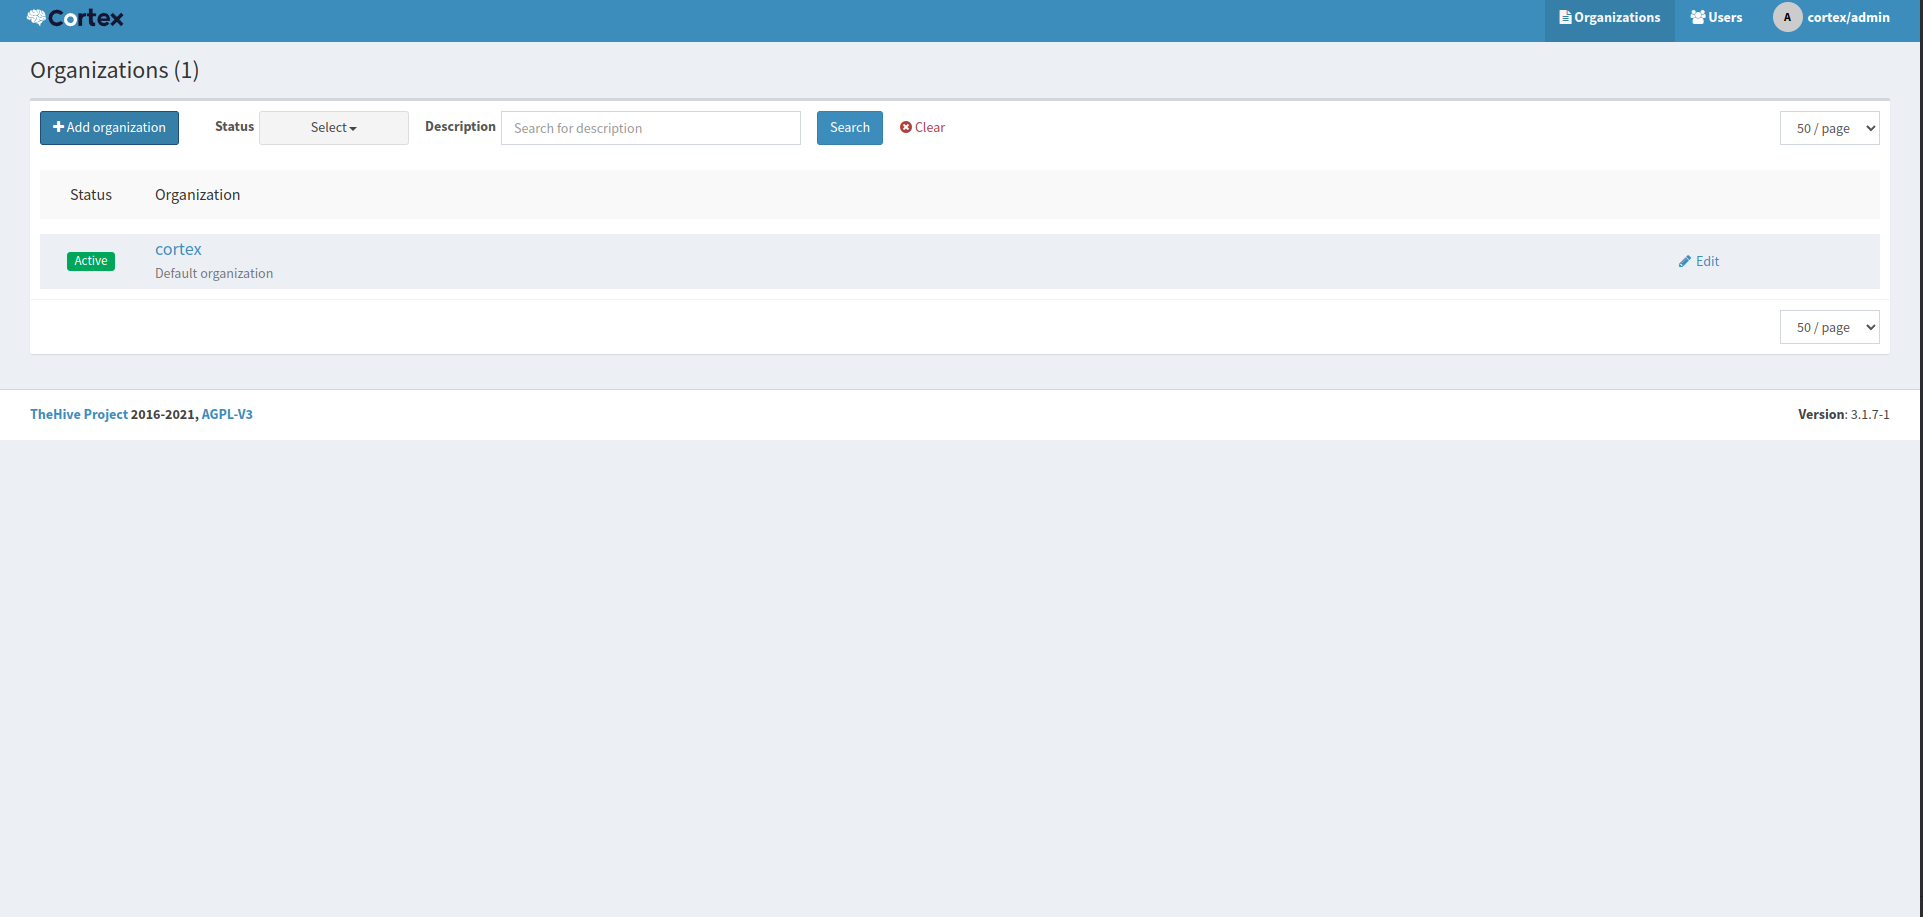 Cortex
Organizations
Users
A
cortex/admin
Organizations (1)
Add organization
Status
Select
Description
Search for description
Search
Clear
50 / page
Status
Organization
Active
cortex
Default organization
Edit
50 / page
TheHive Project 2016-2021, AGPL-V3
Version: 3.1.7-1